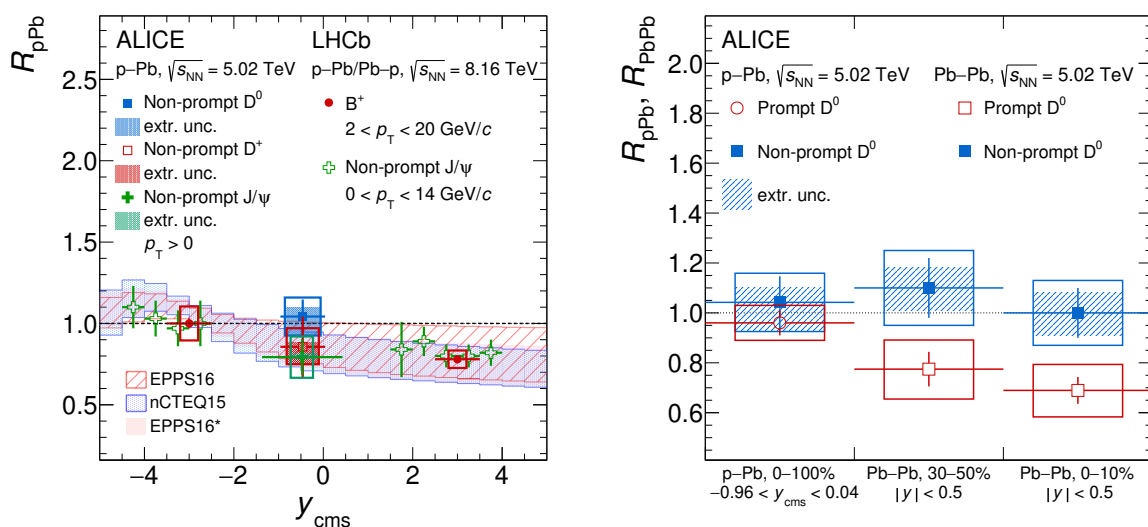 ALICE
p–Pb, √s_NN = 5.02 TeV
Non-prompt D⁰
extr. unc.
Non-prompt D⁺
extr. unc.
Non-prompt J/ψ
extr. unc.
p_T > 0
LHCb
p–Pb/Pb–p, √s_NN = 8.16 TeV
B⁺
2 < p_T < 20 GeV/c
Non-prompt J/ψ
0 < p_T < 14 GeV/c
R_pPb
2.5
2.0
1.5
1.0
0.5
EPPS16
nCTEQ15
EPPS16*
−4 −2 0 2 4
y_cms
R_pPb, R_PbPb
2.0
1.8
1.6
1.4
1.2
1.0
0.8
0.6
ALICE
p–Pb, √s_NN = 5.02 TeV
Prompt D⁰
Non-prompt D⁰
extr. unc.
Pb–Pb, √s_NN = 5.02 TeV
Prompt D⁰
Non-prompt D⁰
p–Pb, 0–100%
−0.96 < y_cms < 0.04
Pb–Pb, 30–50%
|y| < 0.5
Pb–Pb, 0–10%
|y| < 0.5